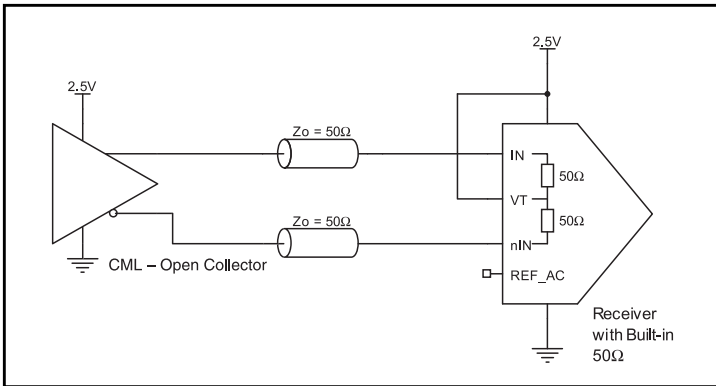 2.5V
2.5V
Zo = 50Ω
IN
50Ω
VT
50Ω
Zo = 50Ω
nIN
CML – Open Collector
REF_AC
Receiver
with Built-in
50Ω